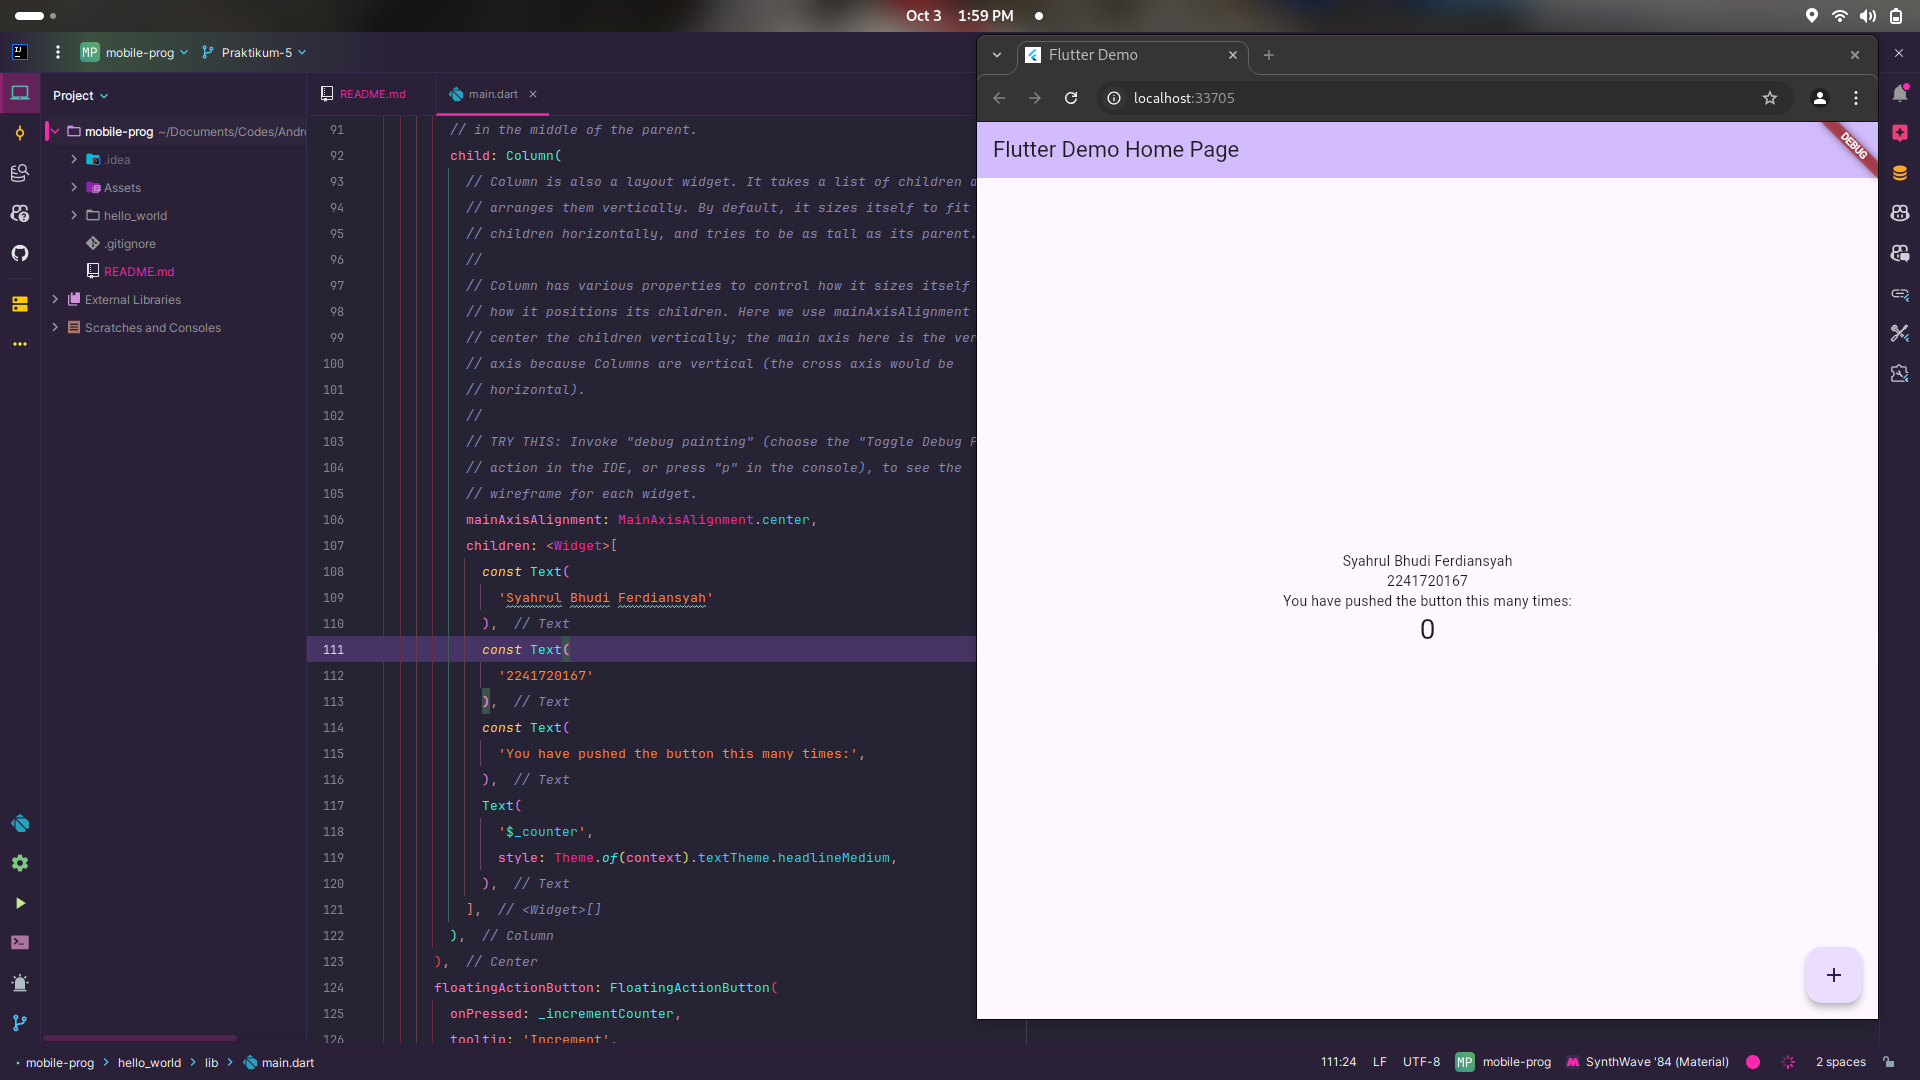 Oct 3 1:59 PM
IJ
MP mobile-prog
Praktikum-5
Project
mobile-prog ~/Documents/Codes/Andr
.idea
Assets
hello_world
.gitignore
README.md
External Libraries
Scratches and Consoles
README.md
main.dart
91 // in the middle of the parent.
92 child: Column(
93 // Column is also a layout widget. It takes a list of children
94 // arranges them vertically. By default, it sizes itself to fit
95 // children horizontally, and tries to be as tall as its parent.
96 //
97 // Column has various properties to control how it sizes itself
98 // how it positions its children. Here we use mainAxisAlignment
99 // center the children vertically; the main axis here is the ver
100 // axis because Columns are vertical (the cross axis would be
101 // horizontal).
102 //
103 // TRY THIS: Invoke "debug painting" (choose the "Toggle Debug P
104 // action in the IDE, or press "p" in the console), to see the
105 // wireframe for each widget.
106 mainAxisAlignment: MainAxisAlignment.center,
107 children: <Widget>[
108 const Text(
109 'Syahrul Bhudi Ferdiansyah'
110 ), // Text
111 const Text(
112 '2241720167'
113 ), // Text
114 const Text(
115 'You have pushed the button this many times:',
116 ), // Text
117 Text(
118 '$_counter',
119 style: Theme.of(context).textTheme.headlineMedium,
120 ), // Text
121 ], // <Widget>[]
122 ), // Column
123 ), // Center
124 floatingActionButton: FloatingActionButton(
125 onPressed: _incrementCounter,
126 tooltip: 'Increment',
Flutter Demo
localhost:33705
Flutter Demo Home Page
DEBUG
Syahrul Bhudi Ferdiansyah
2241720167
You have pushed the button this many times:
0
+
mobile-prog > hello_world > lib > main.dart
111:24 LF UTF-8 MP mobile-prog SynthWave '84 (Material) 2 spaces